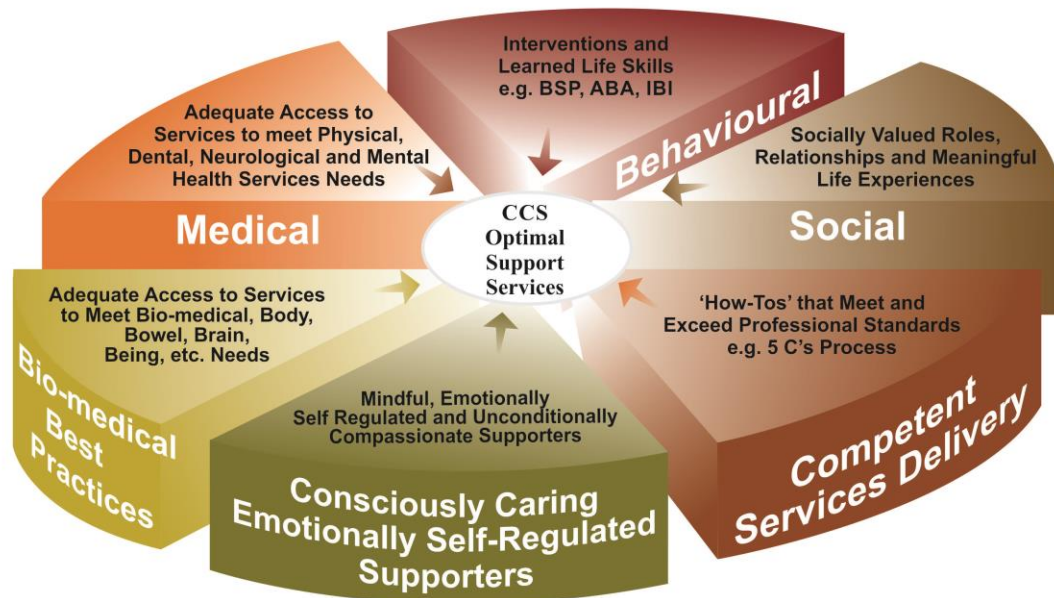 Interventions and
Learned Life Skills
e.g. BSP, ABA, IBI
Behavioural
Adequate Access to
Services to meet Physical,
Dental, Neurological and Mental
Health Services Needs
Medical
Socially Valued Roles,
Relationships and Meaningful
Life Experiences
Social
CCS
Optimal
Support
Services
Adequate Access to Services
to Meet Bio-medical, Body,
Bowel, Brain,
Being, etc. Needs
Bio-medical
Best
Practices
Mindful, Emotionally
Self Regulated and Unconditionally
Compassionate Supporters
Consciously Caring
Emotionally Self-Regulated
Supporters
‘How-Tos’ that Meet and
Exceed Professional Standards
e.g. 5 C's Process
Competent
Services Delivery